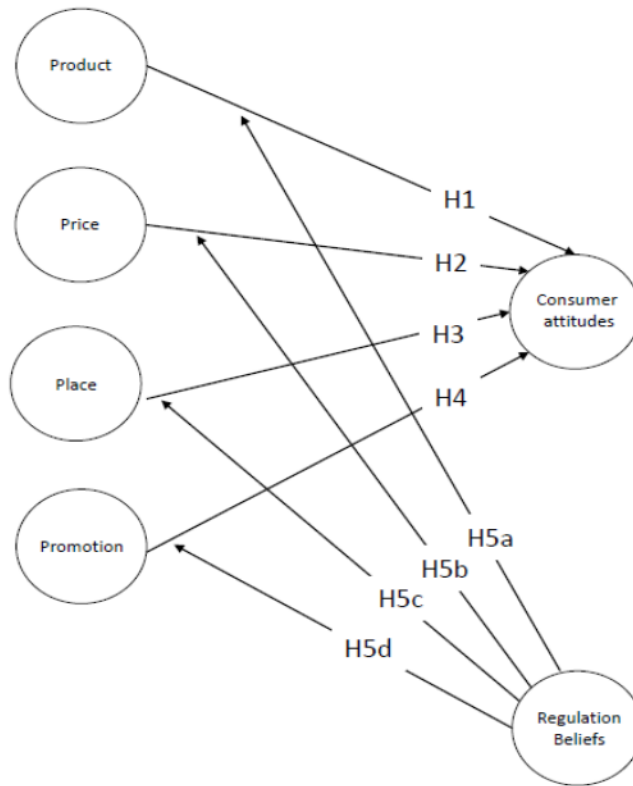 Product
H1
Price
H2
Consumer
attitudes
H3
Place
H4
H5a
Promotion
H5b
H5c
H5d
Regulation
Beliefs